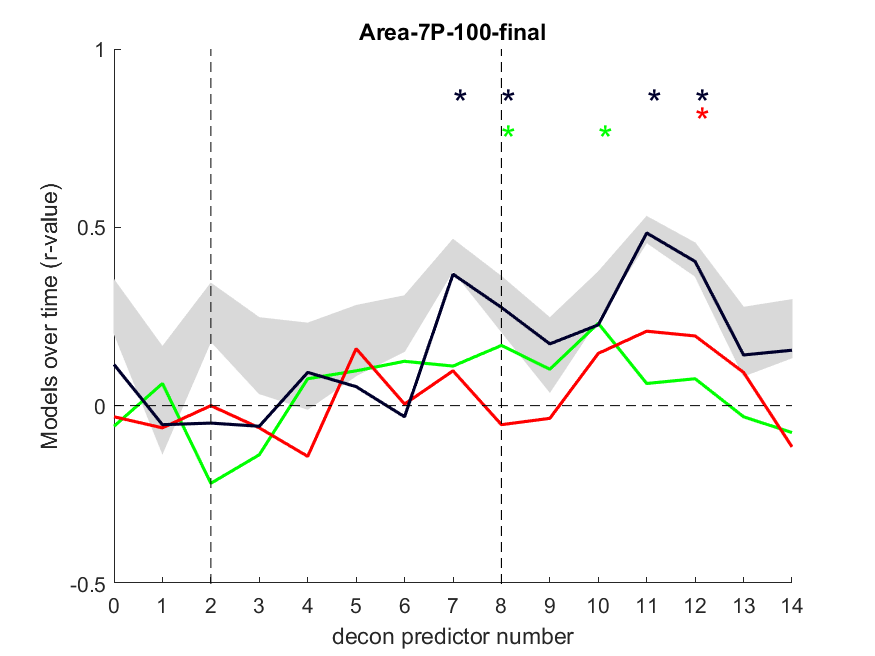 Area-7P-100-final
1
* * * *
*
* *
0.5
0
-0.5
Models over time (r-value)
0 1 2 3 4 5 6 7 8 9 10 11 12 13 14
decon predictor number